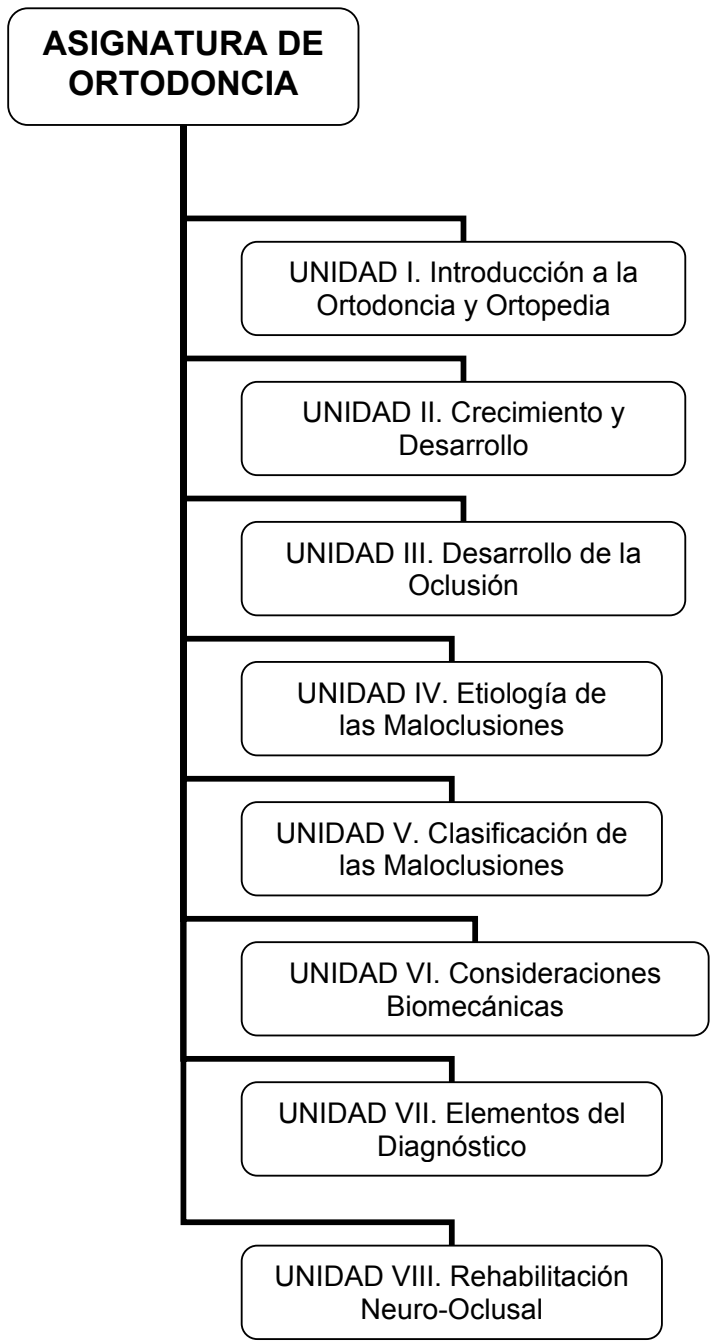 ASIGNATURA DE
ORTODONCIA
UNIDAD I. Introducción a la
Ortodoncia y Ortopedia
UNIDAD II. Crecimiento y
Desarrollo
UNIDAD III. Desarrollo de la
Oclusión
UNIDAD IV. Etiología de
las Maloclusiones
UNIDAD V. Clasificación de
las Maloclusiones
UNIDAD VI. Consideraciones
Biomecánicas
UNIDAD VII. Elementos del
Diagnóstico
UNIDAD VIII. Rehabilitación
Neuro-Oclusal